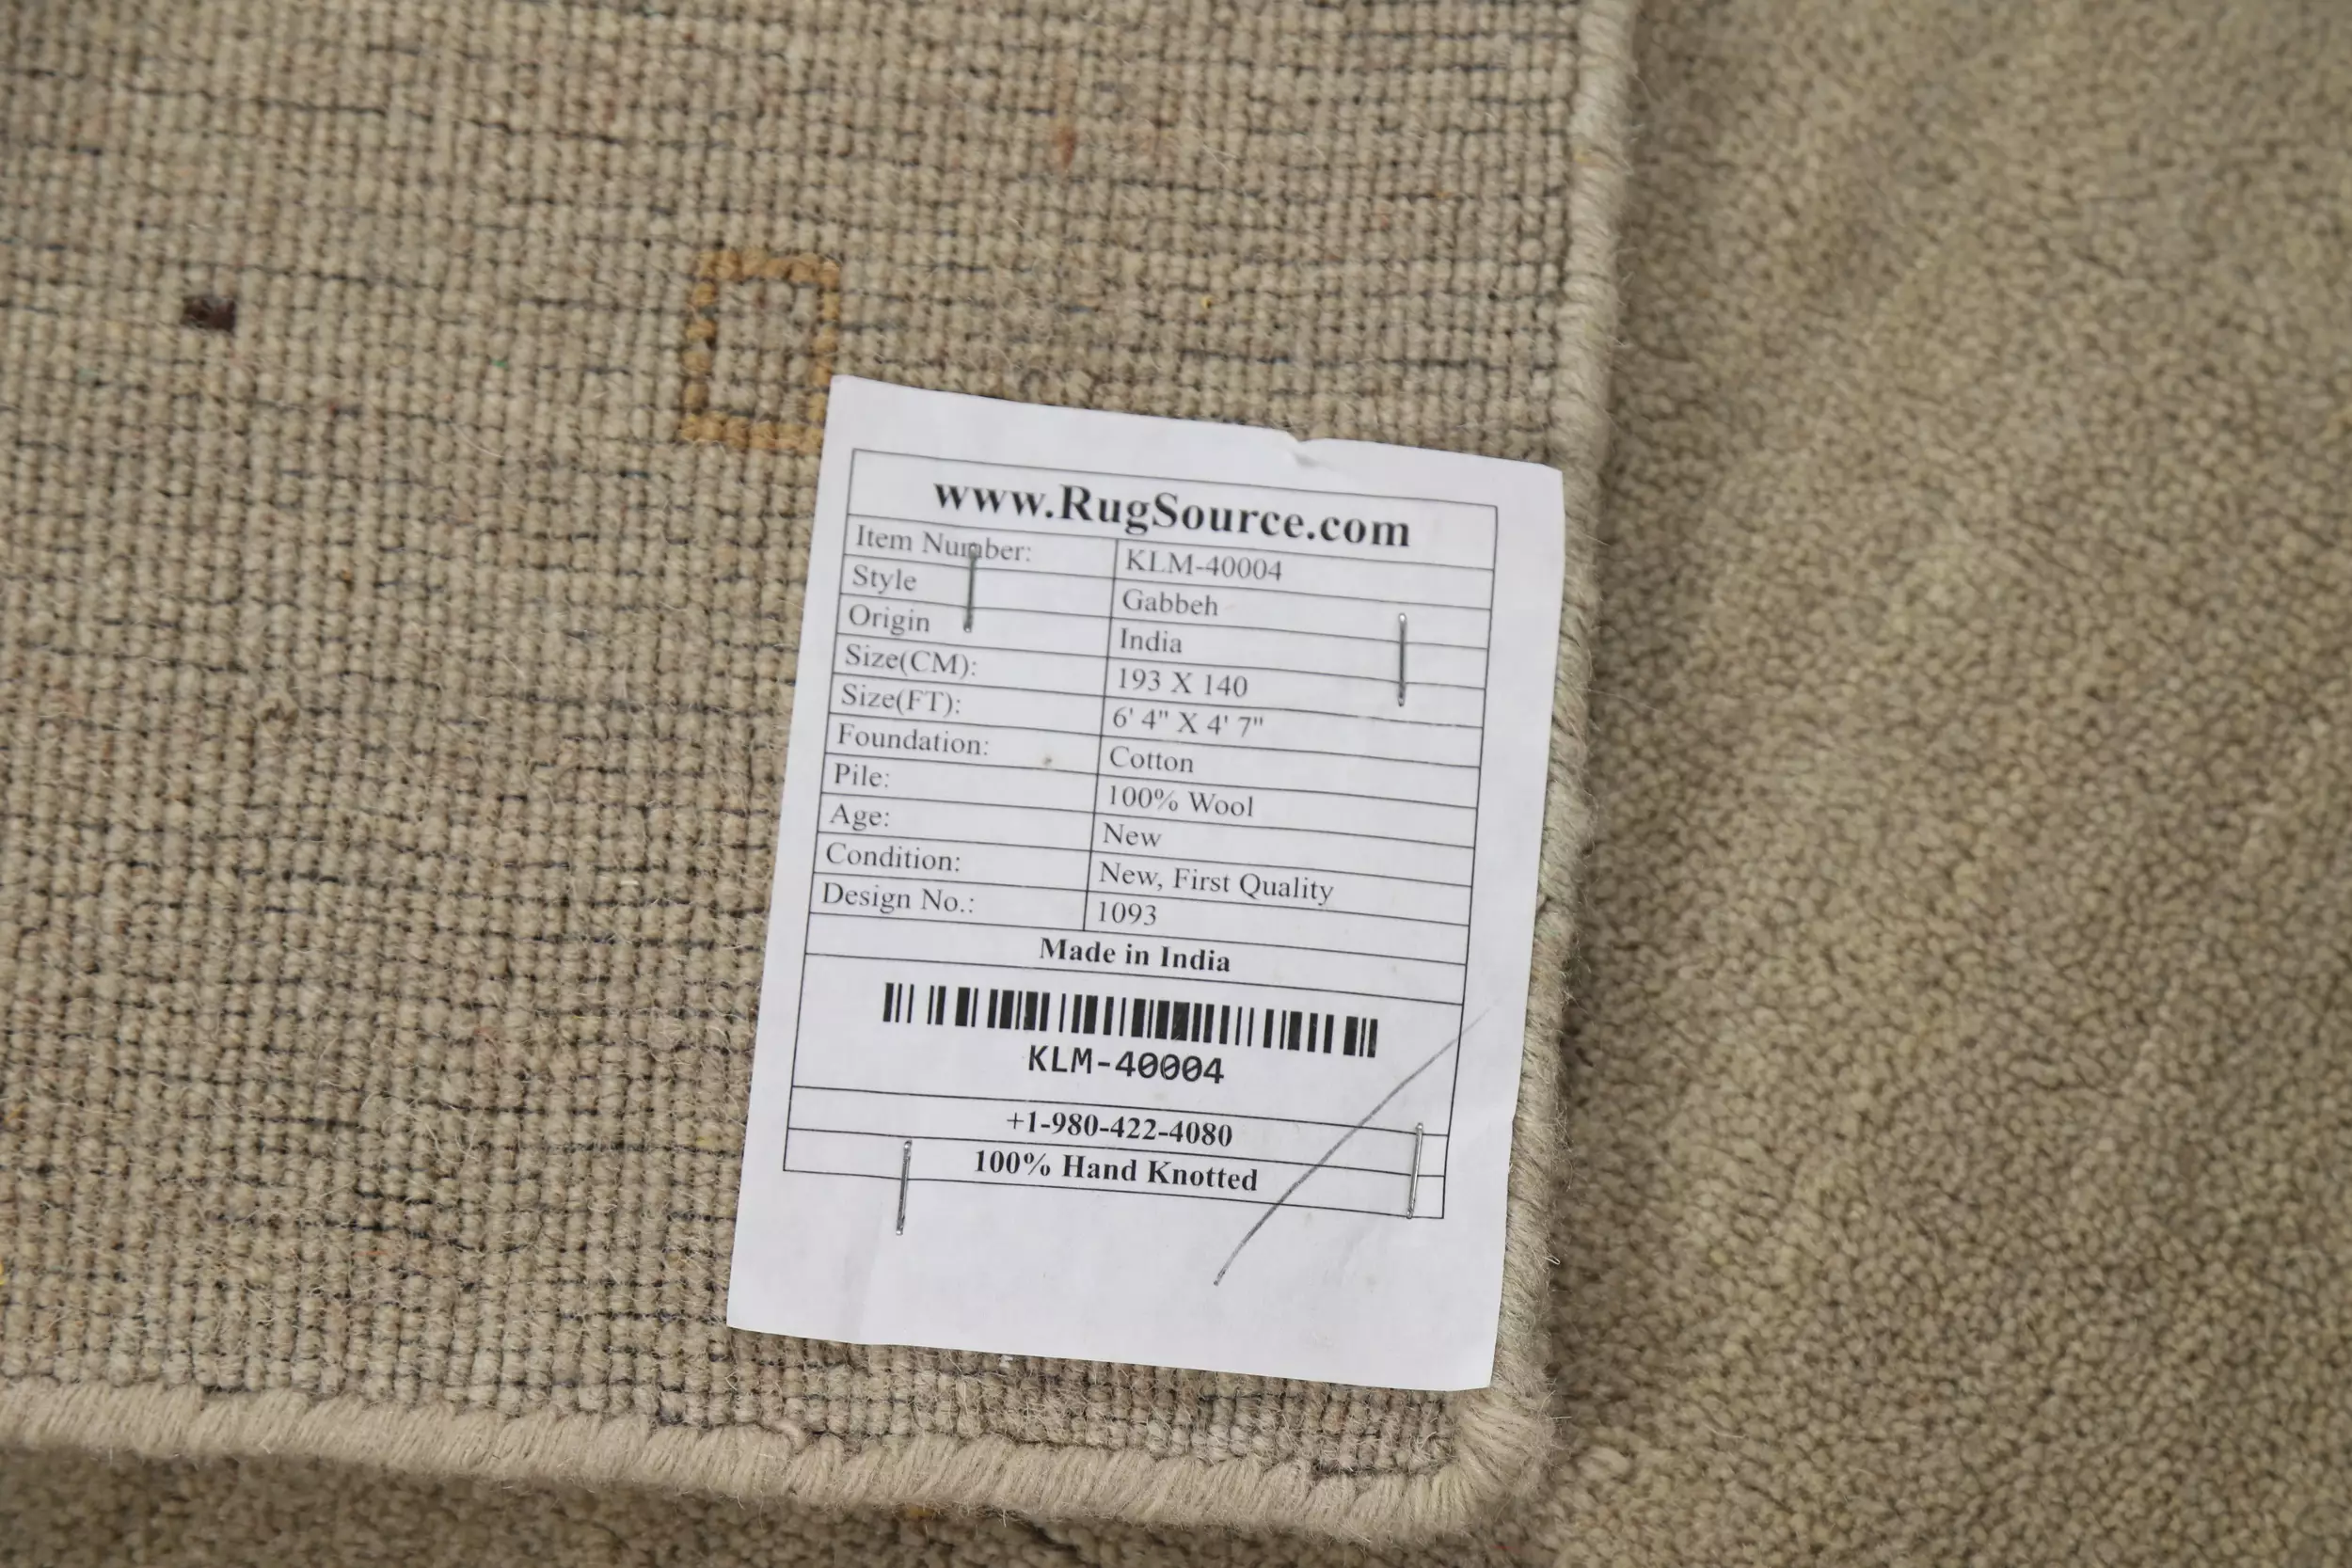 www.RugSource.com
Item Number: KLM-40004
Style Gabbeh
Origin India
Size(CM): 193 X 140
Size(FT): 6' 4" X 4' 7"
Foundation: Cotton
Pile: 100% Wool
Age: New
Condition: New, First Quality
Design No.: 1093
Made in India
KLM-40004
+1-980-422-4080
100% Hand Knotted